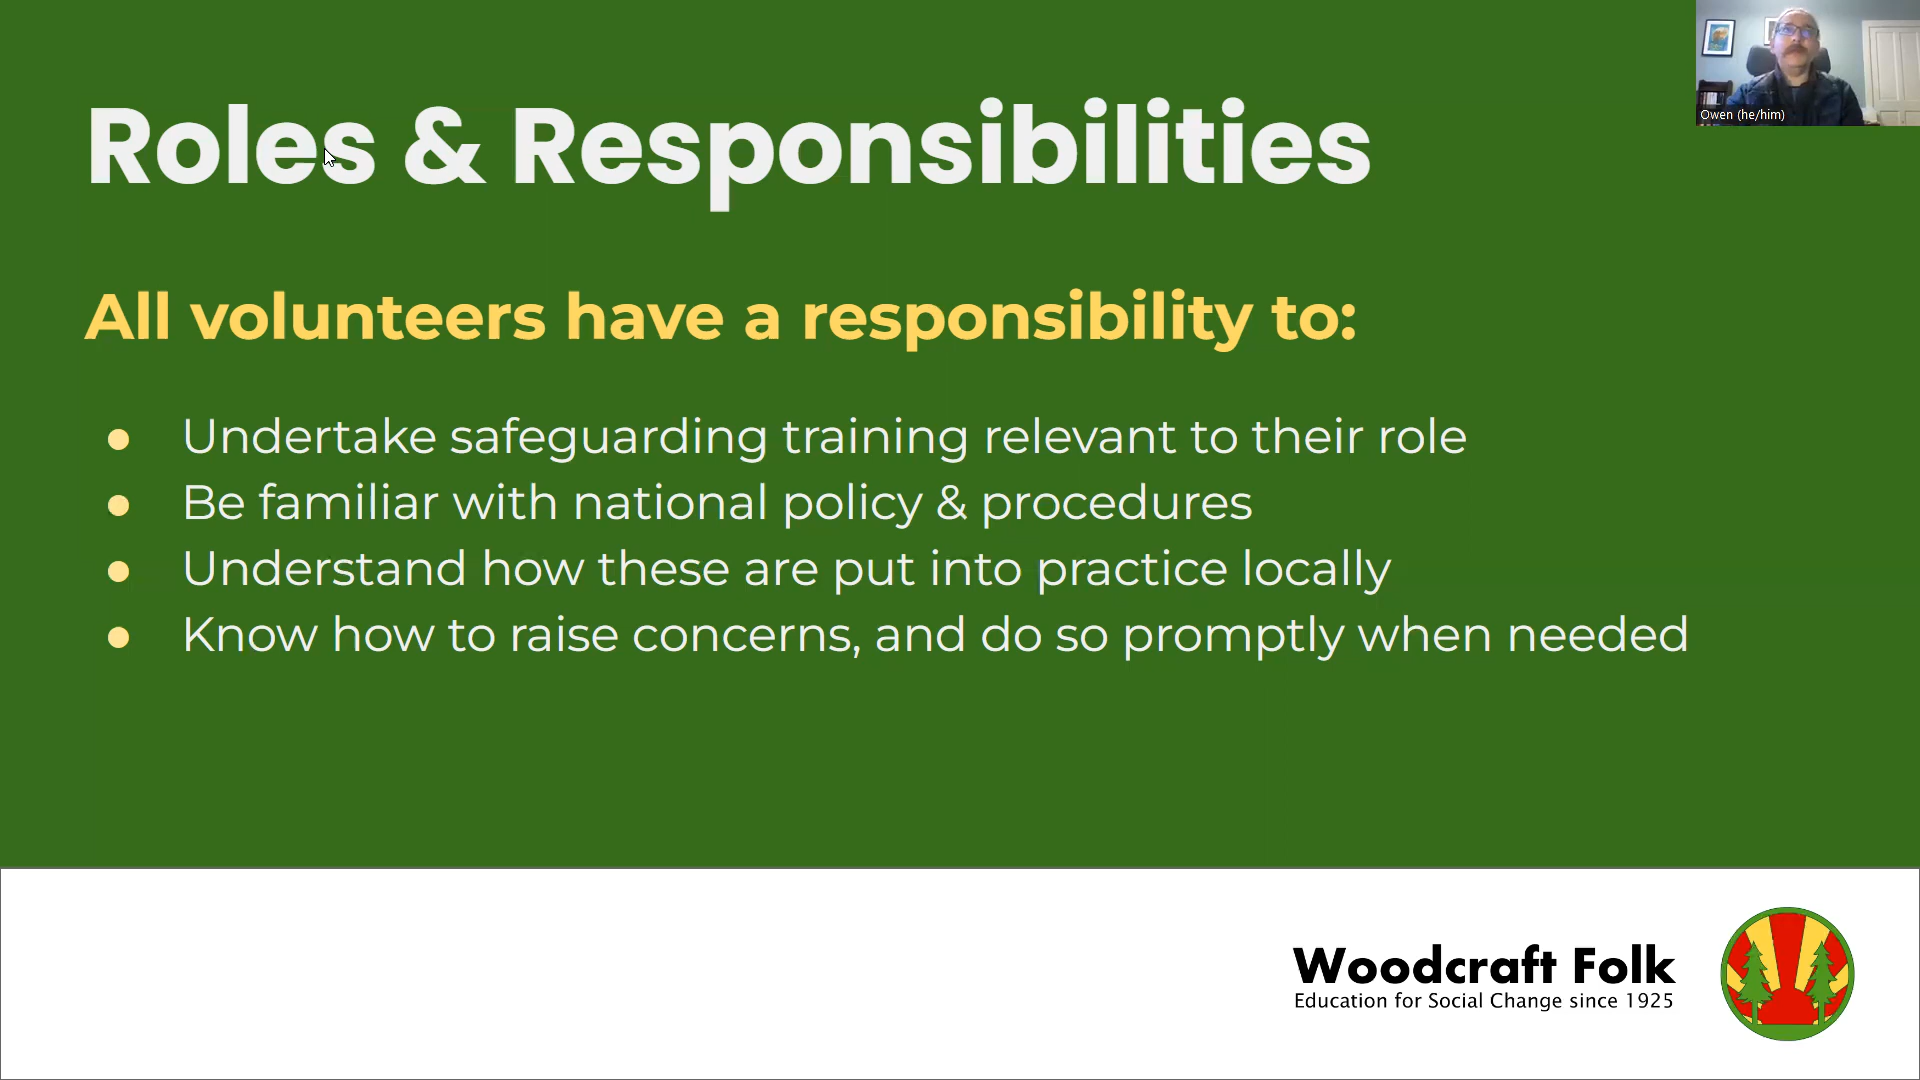 Roles & Responsibilities
Owen (he/him)
All volunteers have a responsibility to:
● Undertake safeguarding training relevant to their role
● Be familiar with national policy & procedures
● Understand how these are put into practice locally
● Know how to raise concerns, and do so promptly when needed
Woodcraft Folk
Education for Social Change since 1925